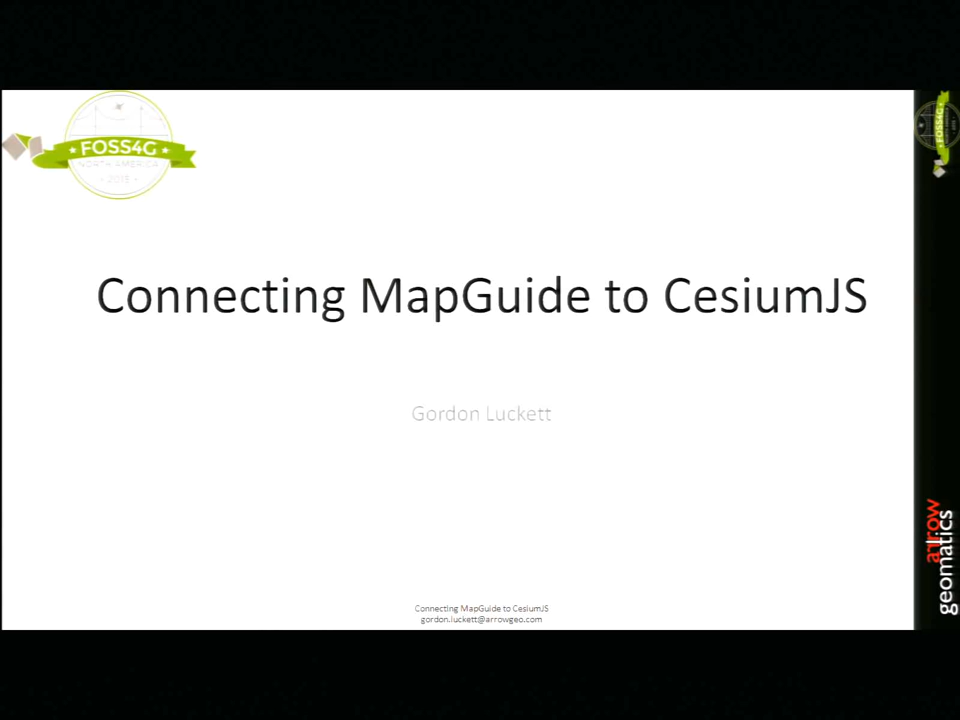 FOSS4G
NORTH AMERICA
2015
Connecting MapGuide to CesiumJS
Gordon Luckett
Connecting MapGuide to CesiumJS
gordon.luckett@arrowgeo.com
FOSS4G
arrow
geomatics